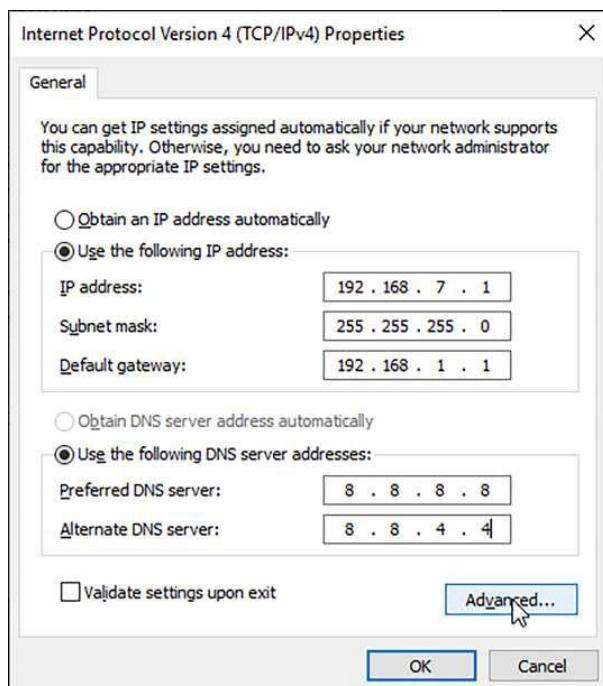 Internet Protocol Version 4 (TCP/IPv4) Properties
General
You can get IP settings assigned automatically if your network supports
this capability. Otherwise, you need to ask your network administrator
for the appropriate IP settings.
Obtain an IP address automatically
Use the following IP address:
IP address: 192 . 168 . 7 . 1
Subnet mask: 255 . 255 . 255 . 0
Default gateway: 192 . 168 . 1 . 1
Obtain DNS server address automatically
Use the following DNS server addresses:
Preferred DNS server: 8 . 8 . 8 . 8
Alternate DNS server: 8 . 8 . 4 . 4
Validate settings upon exit
Advanced...
OK Cancel